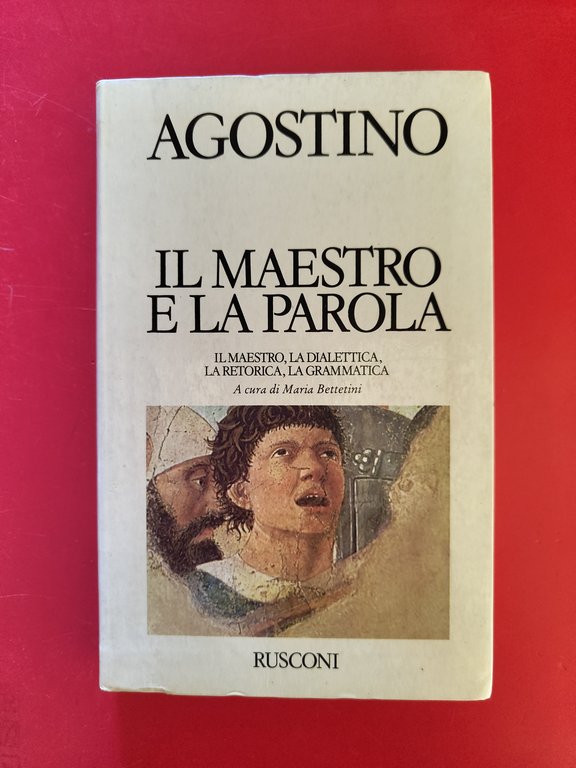 AGOSTINO
IL MAESTRO
E LA PAROLA
IL MAESTRO, LA DIALETTICA,
LA RETORICA, LA GRAMMATICA
A cura di Maria Bettetini
RUSCONI